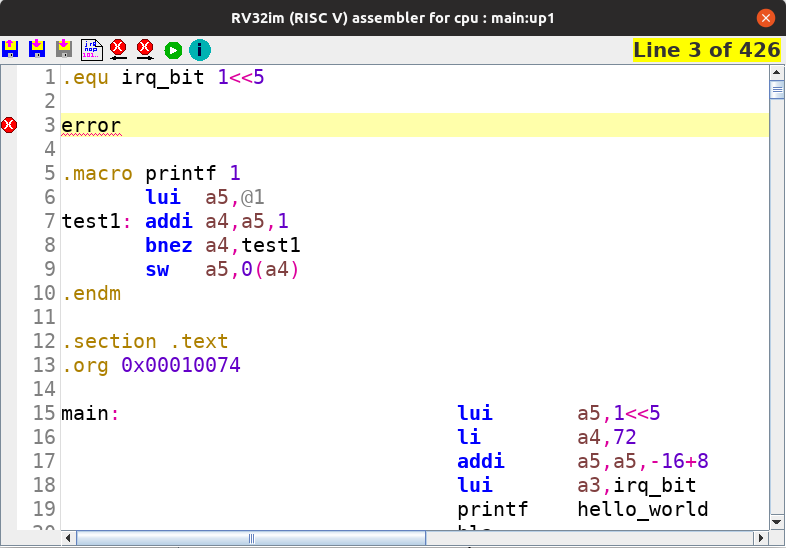 RV32im (RISC V) assembler for cpu : main:up1
Line 3 of 426
1 .equ irq_bit 1<<5
2
3 error
4
5 .macro printf 1
6 lui a5,@1
7 test1: addi a4,a5,1
8 bnez a4,test1
9 sw a5,0(a4)
10 .endm
11
12 .section .text
13 .org 0x00010074
14
15 main: lui a5,1<<5
16 li a4,72
17 addi a5,a5,-16+8
18 lui a3,irq_bit
19 printf hello_world